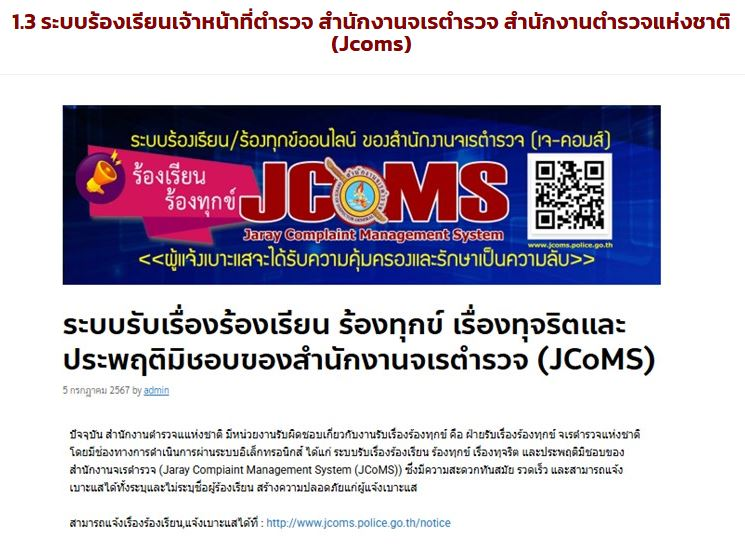 1.3 ระบบร้องเรียนเจ้าหน้าที่ตำรวจ สำนักงานจเรตำรวจ สำนักงานตำรวจแห่งชาติ
(Jcoms)
ระบบร้องเรียน/ร้องทุกข์ออนไลน์ ของสำนักงานจเรตำรวจ (เจ-คอมส์)
ร้องเรียน
ร้องทุกข์
JCOMS
Jaray Complaint Management System
www.jcoms.police.go.th
<<ผู้แจ้งเบาะแสจะได้รับความคุ้มครองและรักษาเป็นความลับ>>
ระบบรับเรื่องร้องเรียน ร้องทุกข์ เรื่องทุจริตและ
ประพฤติมิชอบของสำนักงานจเรตำรวจ (JCoMS)
5 กรกฎาคม 2567 by admin
ปัจจุบัน สำนักงานตำรวจแแห่งชาติ มีหน่วยงานรับผิดชอบเกี่ยวกับงานรับเรื่องร้องทุกข์ คือ ฝ่ายรับเรื่องร้องทุกข์ จเรตำรวจแห่งชาติ
โดยมีช่องทางการดำเนินการผ่านระบบอิเล็กทรอนิกส์ ได้แก่ ระบบรับเรื่องร้องเรียน ร้องทุกข์ เรื่องทุจริต และประพฤติมิชอบของ
สำนักงานจเรตำรวจ (Jaray Complaint Management System (JCoMS)) ซึ่งมีความสะดวกทันสมัย รวดเร็ว และสามารถแจ้ง
เบาะแสได้ทั้งระบุและไม่ระบุชื่อผู้ร้องเรียน สร้างความปลอดภัยแก่ผู้แจ้งเบาะแส
สามารถแจ้งเรื่องร้องเรียน,แจ้งเบาะแสได้ที่ : http://www.jcoms.police.go.th/notice